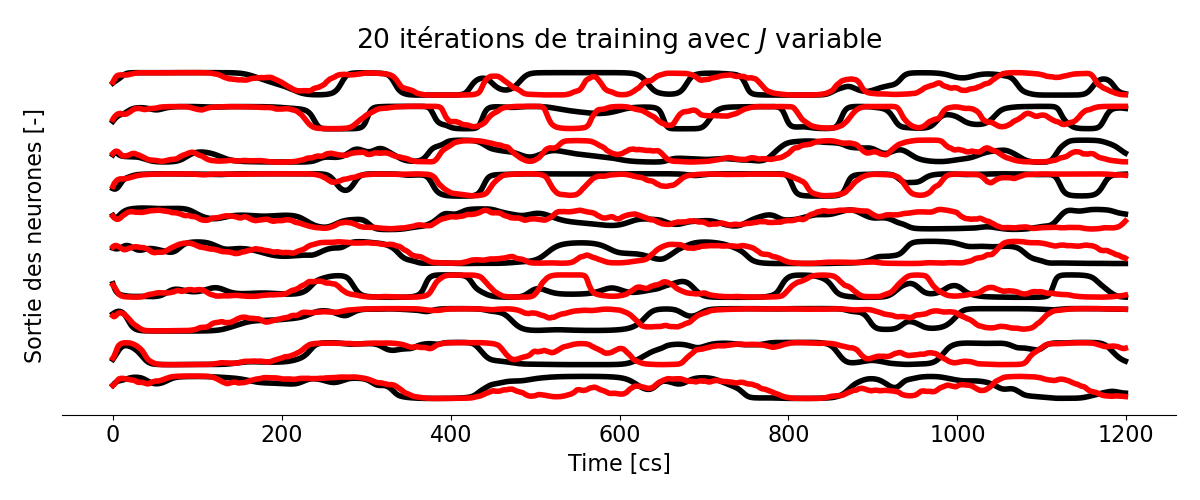 20 itérations de training avec J variable
Sortie des neurones [-]
0 200 400 600 800 1000 1200
Time [cs]